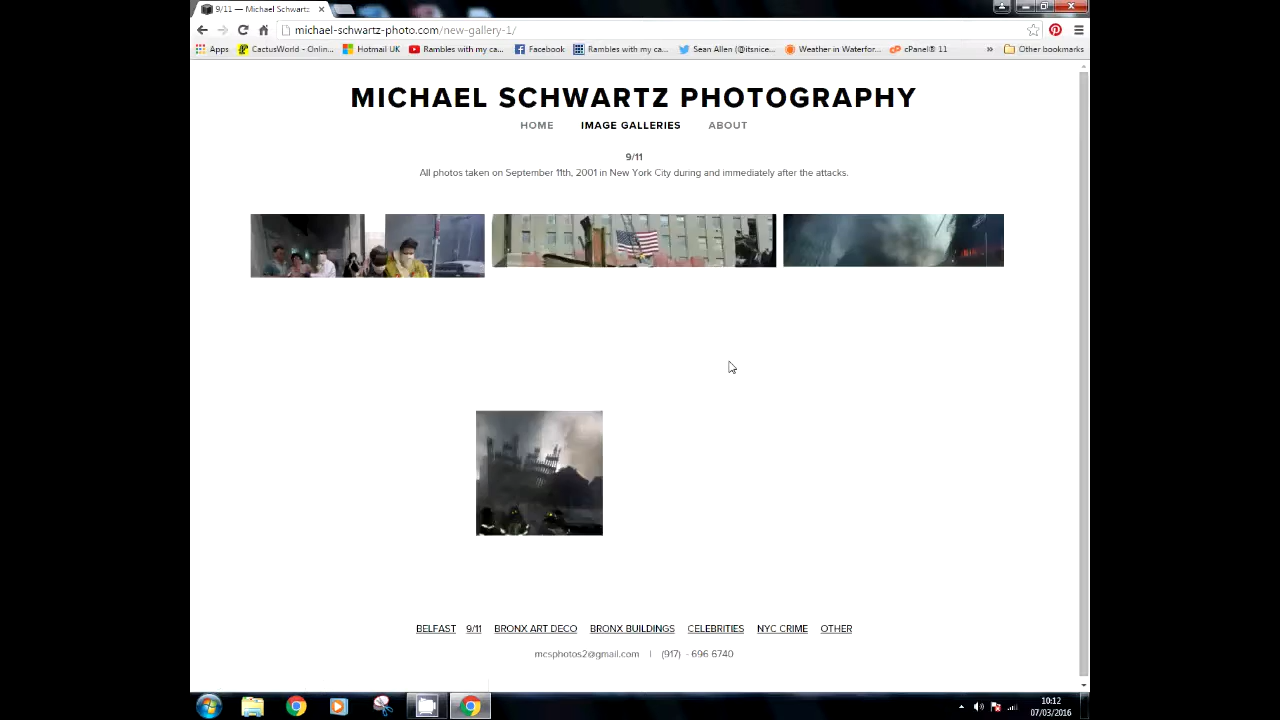 9/11 — Michael Schwartz
michael-schwartz-photo.com/new-gallery-1/
Apps CactusWorld - Onlin... Hotmail UK Rambles with my ca... Facebook Rambles with my ca... Sean Allen (@itsnice... Weather in Waterfor... cPanel® 11 » Other bookmarks
MICHAEL SCHWARTZ PHOTOGRAPHY
HOME IMAGE GALLERIES ABOUT
9/11
All photos taken on September 11th, 2001 in New York City during and immediately after the attacks.
BELFAST 9/11 BRONX ART DECO BRONX BUILDINGS CELEBRITIES NYC CRIME OTHER
mcsphotos2@gmail.com | (917) - 696 6740
10:12
07/03/2016